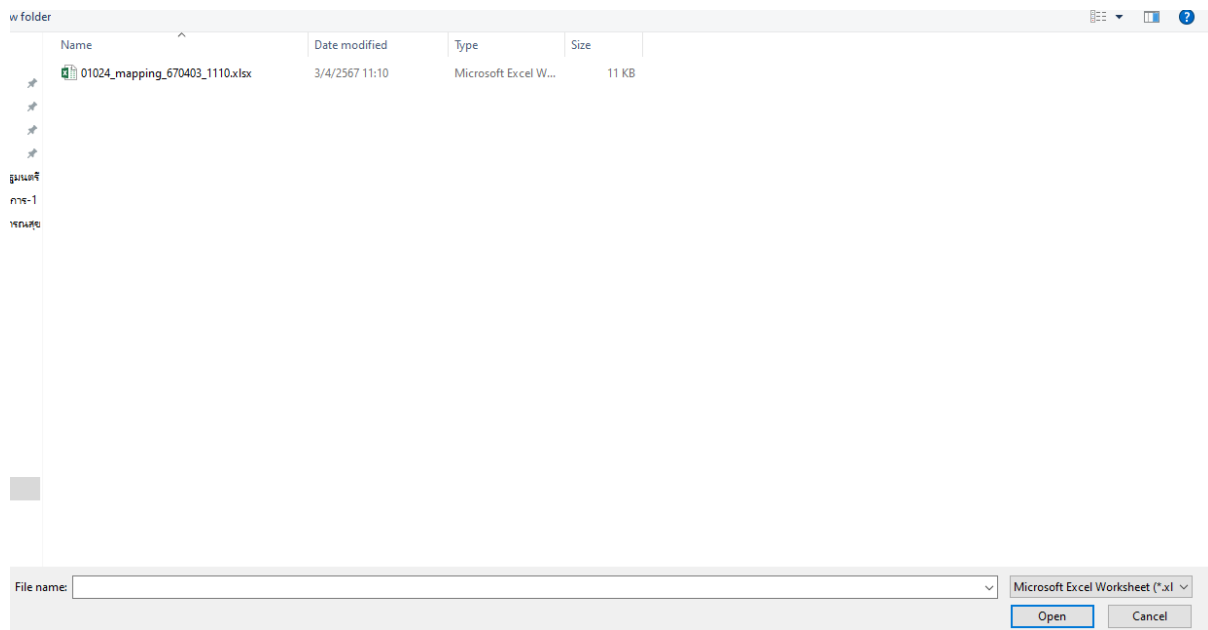 w folder
Name Date modified Type Size
01024_mapping_670403_1110.xlsx 3/4/2567 11:10 Microsoft Excel W... 11 KB
ฐมนตรี
การ-1
ารณสุข
File name: Microsoft Excel Worksheet (*.xl
Open Cancel